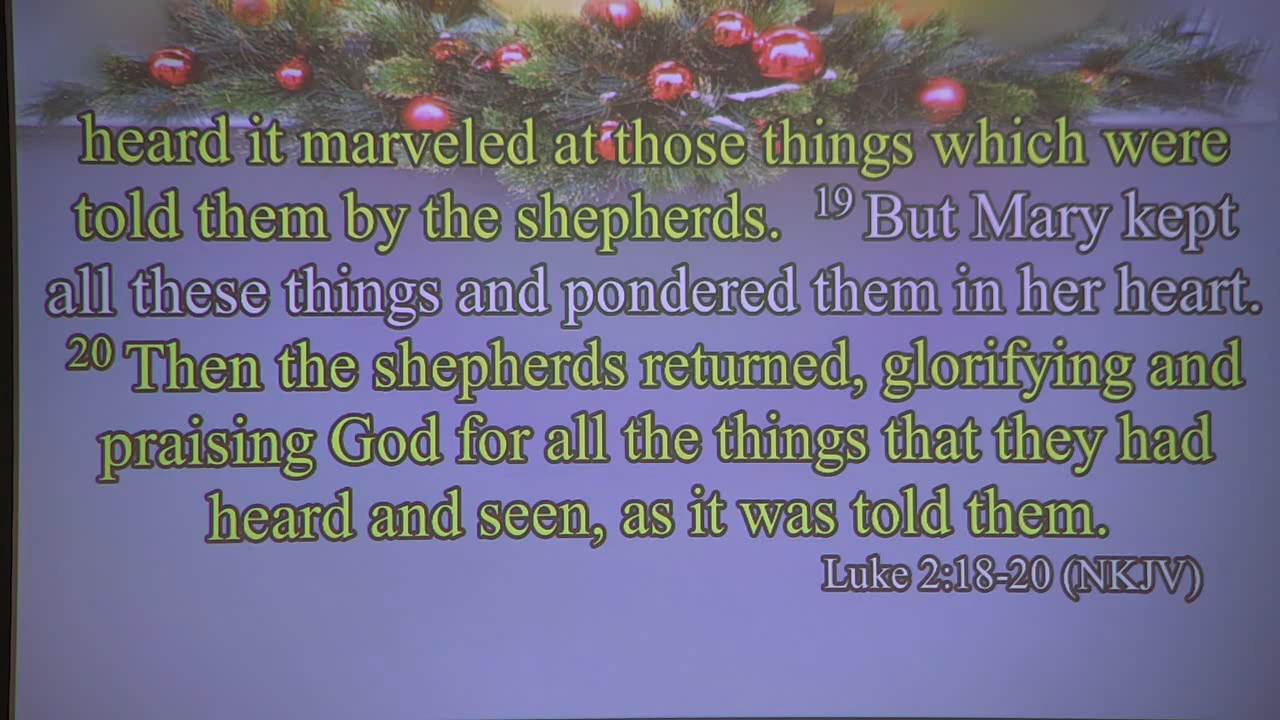 heard it marveled at those things which were
told them by the shepherds. 19 But Mary kept
all these things and pondered them in her heart.
20 Then the shepherds returned, glorifying and
praising God for all the things that they had
heard and seen, as it was told them.
Luke 2:18-20 (NKJV)